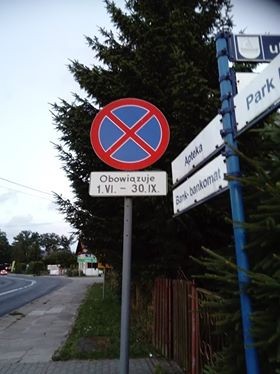 Obowiązuje
1.VI. - 30.IX.
u
Park
Apteka
Bank-bankomat